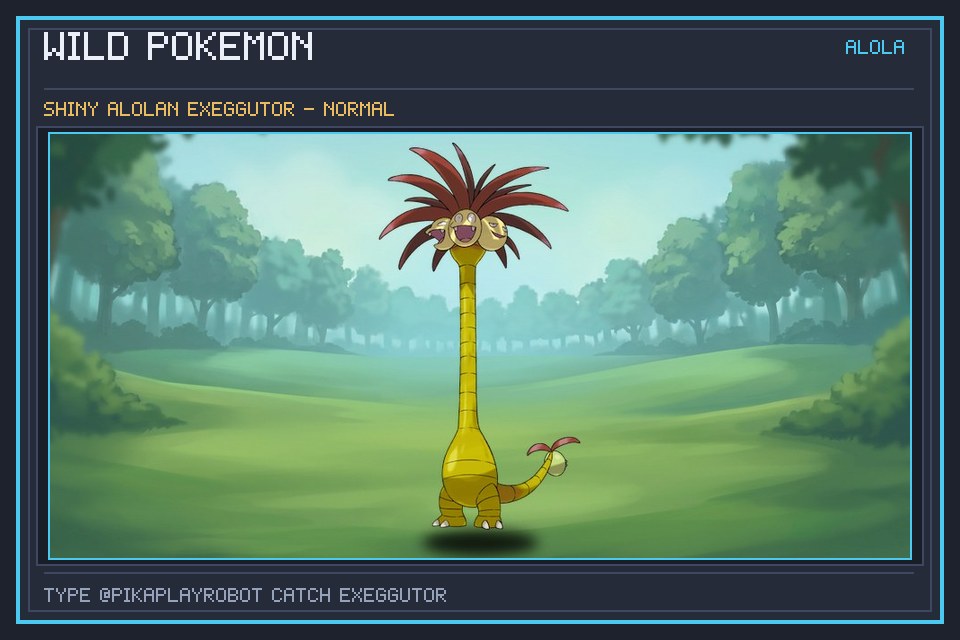 WILD POKEMON
ALOLA
SHINY ALOLAN EXEGGUTOR - NORMAL
TYPE @PIKAPLAYROBOT CATCH EXEGGUTOR